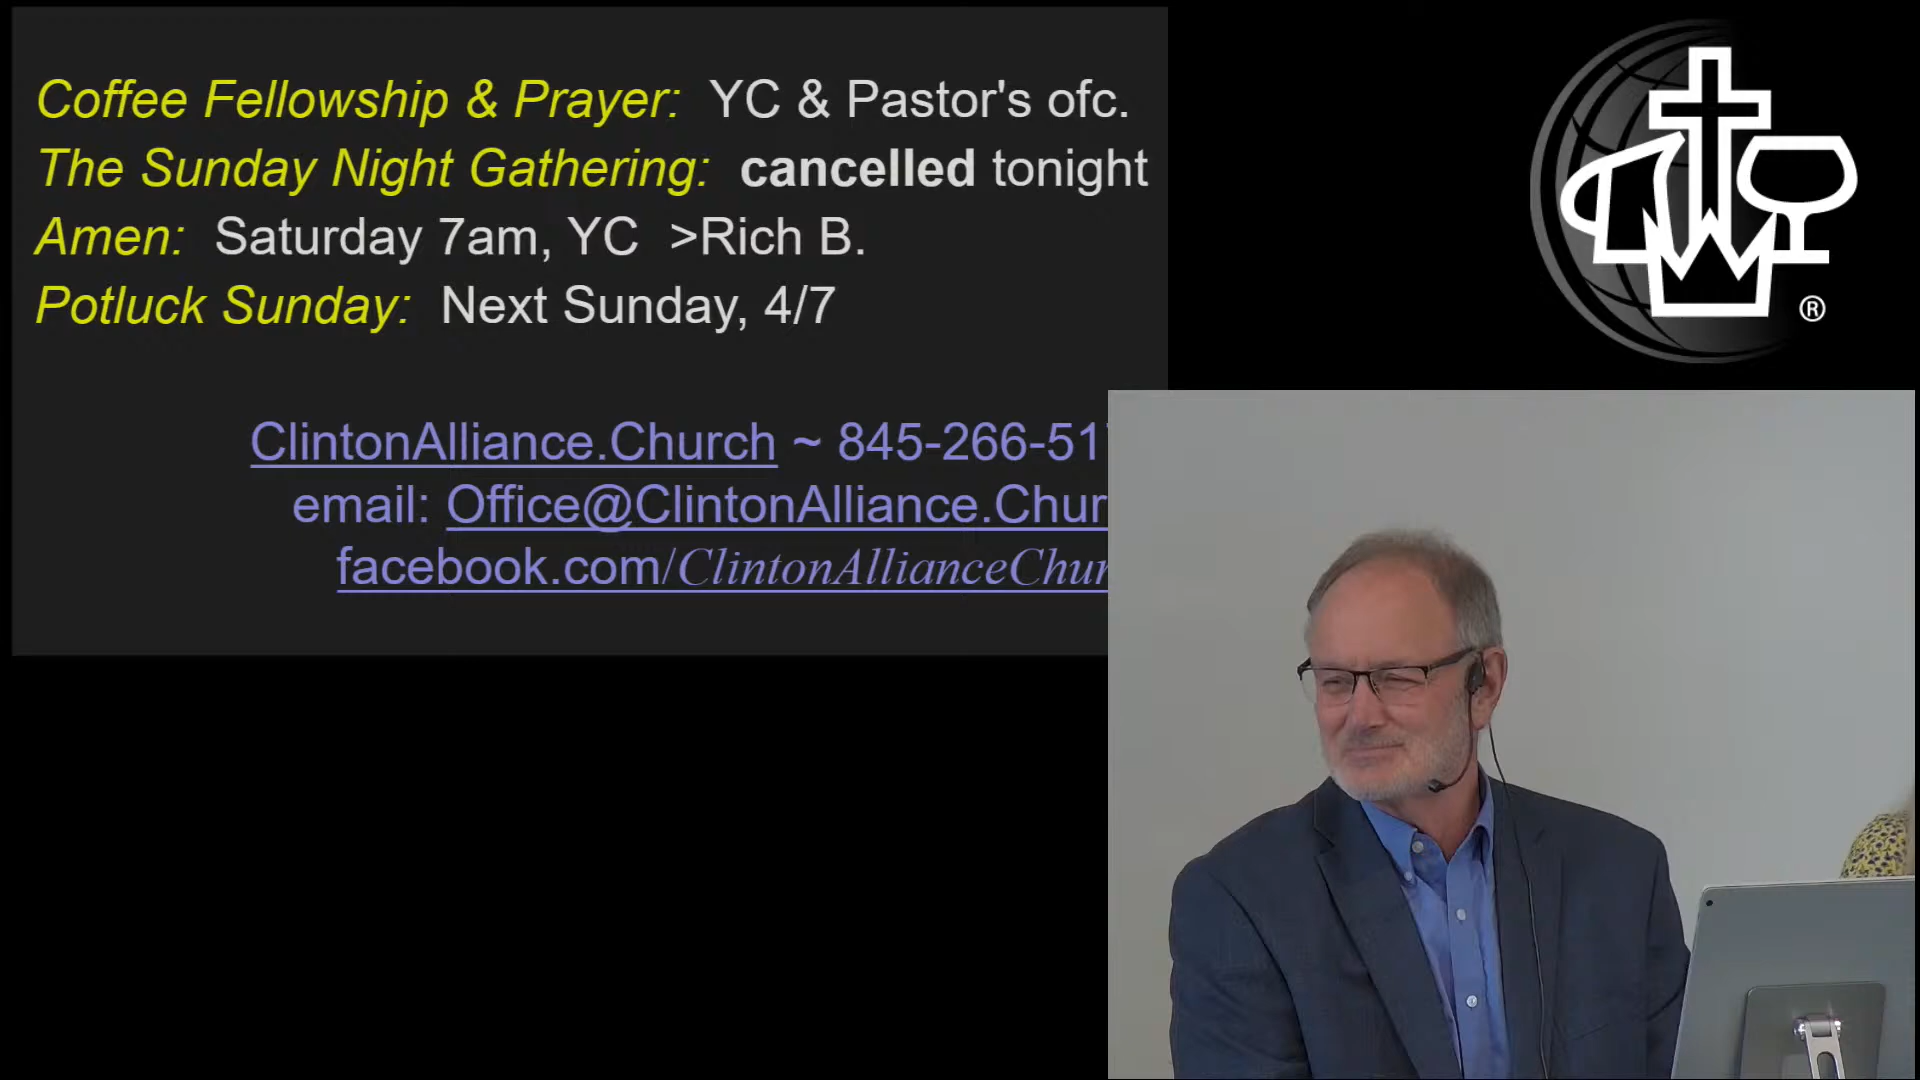 Coffee Fellowship & Prayer: YC & Pastor's ofc.
The Sunday Night Gathering: cancelled tonight
Amen: Saturday 7am, YC >Rich B.
Potluck Sunday: Next Sunday, 4/7
ClintonAlliance.Church ~ 845-266-51
email: Office@ClintonAlliance.Chur
facebook.com/ClintonAllianceChur
®